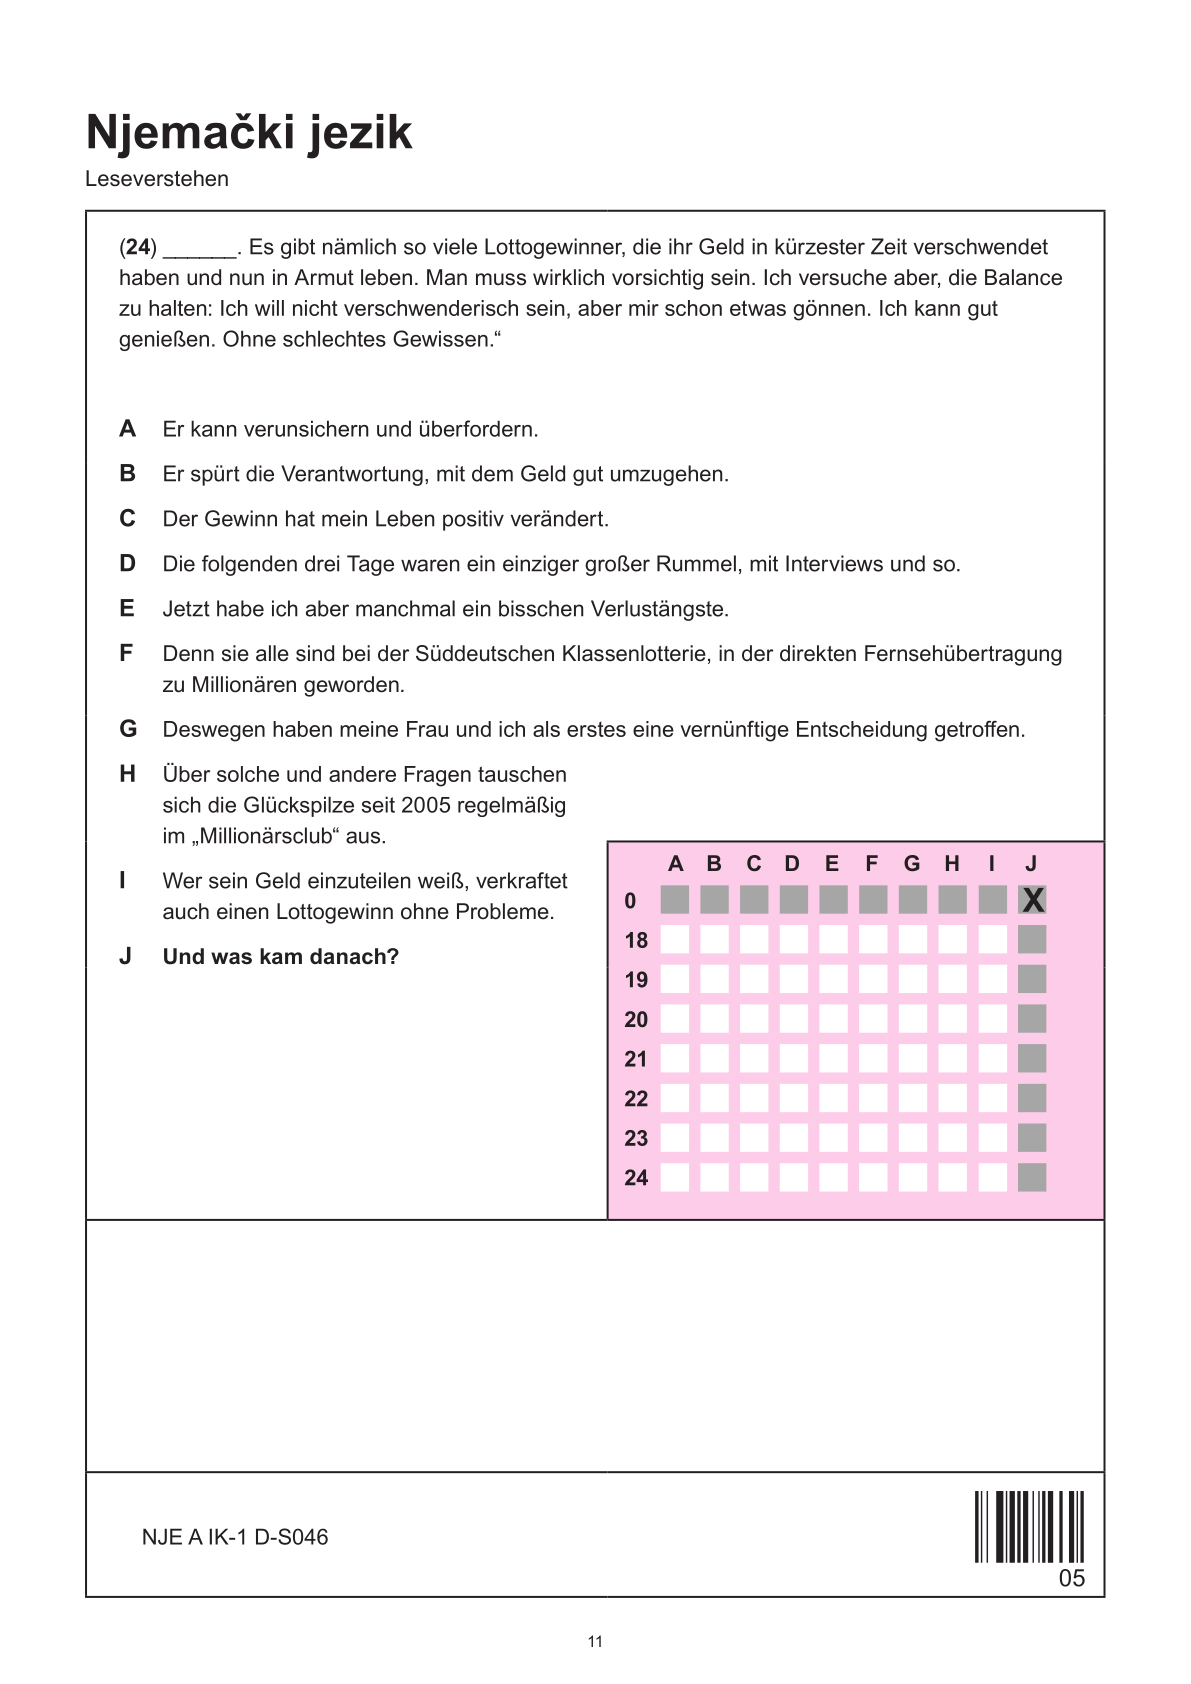 Njemački jezik
Leseverstehen
(24) ______. Es gibt nämlich so viele Lottogewinner, die ihr Geld in kürzester Zeit verschwendet
haben und nun in Armut leben. Man muss wirklich vorsichtig sein. Ich versuche aber, die Balance
zu halten: Ich will nicht verschwenderisch sein, aber mir schon etwas gönnen. Ich kann gut
genießen. Ohne schlechtes Gewissen.“
A Er kann verunsichern und überfordern.
B Er spürt die Verantwortung, mit dem Geld gut umzugehen.
C Der Gewinn hat mein Leben positiv verändert.
D Die folgenden drei Tage waren ein einziger großer Rummel, mit Interviews und so.
E Jetzt habe ich aber manchmal ein bisschen Verlustängste.
F Denn sie alle sind bei der Süddeutschen Klassenlotterie, in der direkten Fernsehübertragung
zu Millionären geworden.
G Deswegen haben meine Frau und ich als erstes eine vernünftige Entscheidung getroffen.
H Über solche und andere Fragen tauschen
sich die Glückspilze seit 2005 regelmäßig
im „Millionärsclub“ aus.
I Wer sein Geld einzuteilen weiß, verkraftet
auch einen Lottogewinn ohne Probleme.
J Und was kam danach?
A B C D E F G H I J
0 X
18
19
20
21
22
23
24
NJE A IK-1 D-S046
05
11